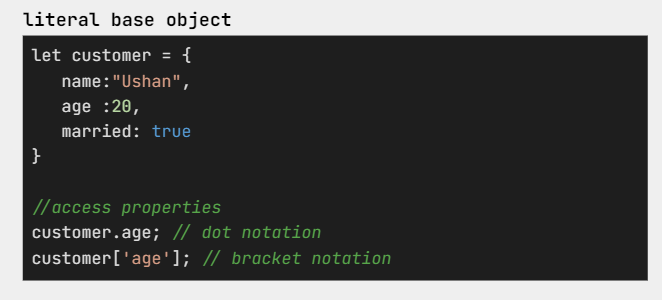 literal base object
let customer = {
   name:"Ushan",
   age :20,
   married: true
}
//access properties
customer.age; // dot notation
customer['age']; // bracket notation